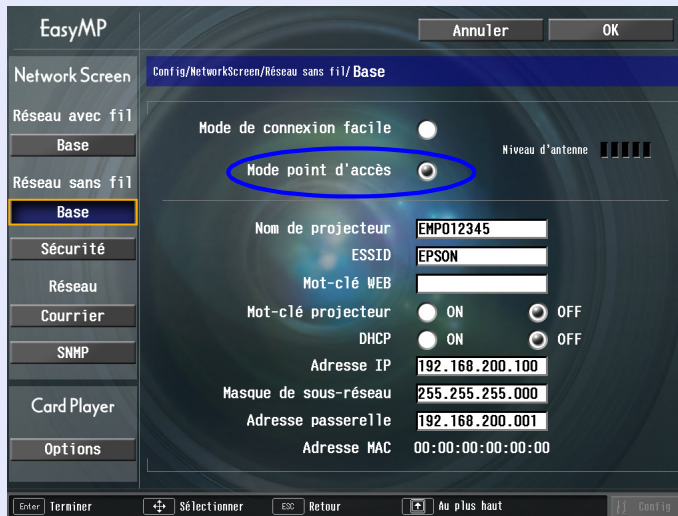 EasyMP
Annuler
OK
Network Screen
Config/NetworkScreen/Réseau sans fil/Base
Réseau avec fil
Base
Réseau sans fil
Base
Sécurité
Réseau
Courrier
SNMP
Card Player
Options
Mode de connexion facile
Niveau d'antenne
Mode point d'accès
Nom de projecteur EMP012345
ESSID EPSON
Mot-clé WEB
Mot-clé projecteur ON OFF
DHCP ON OFF
Adresse IP 192.168.200.100
Masque de sous-réseau 255.255.255.000
Adresse passerelle 192.168.200.001
Adresse MAC 00:00:00:00:00:00
Enter Terminer Sélectionner ESC Retour Au plus haut Config